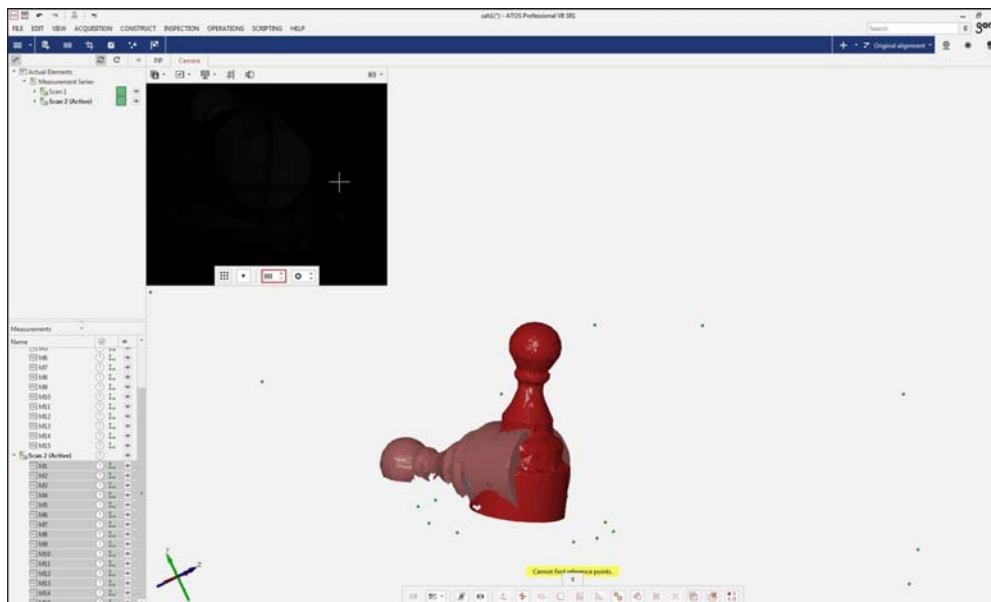 sah1(*) - ATOS Professional V8 SR1
FILE EDIT VIEW ACQUISITION CONSTRUCT INSPECTION OPERATIONS SCRIPTING HELP
Search
gom
Original alignment
Actual Elements
Measurement Series
Scan 1
Scan 2 (Active)
PIP Camera
Measurements
Name
M6
M7
M8
M9
M10
M11
M12
M13
M14
M15
Scan 2 (Active)
M1
M2
M3
M4
M5
M6
M7
M8
M9
M10
M11
M12
M13
M14
Y
Z
Cannot find reference points.